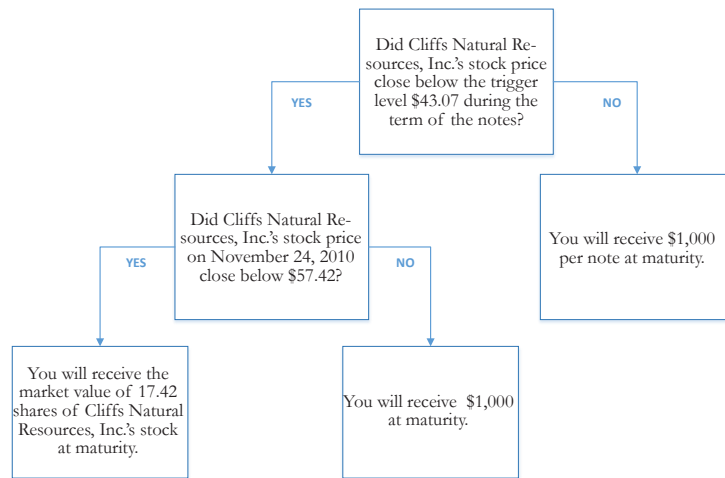 Did Cliffs Natural Re-
sources, Inc.'s stock price
close below the trigger
level $43.07 during the
term of the notes?
YES
NO
Did Cliffs Natural Re-
sources, Inc.'s stock price
on November 24, 2010
close below $57.42?
You will receive $1,000
per note at maturity.
YES
NO
You will receive the
market value of 17.42
shares of Cliffs Natural
Resources, Inc.'s stock
at maturity.
You will receive $1,000
at maturity.